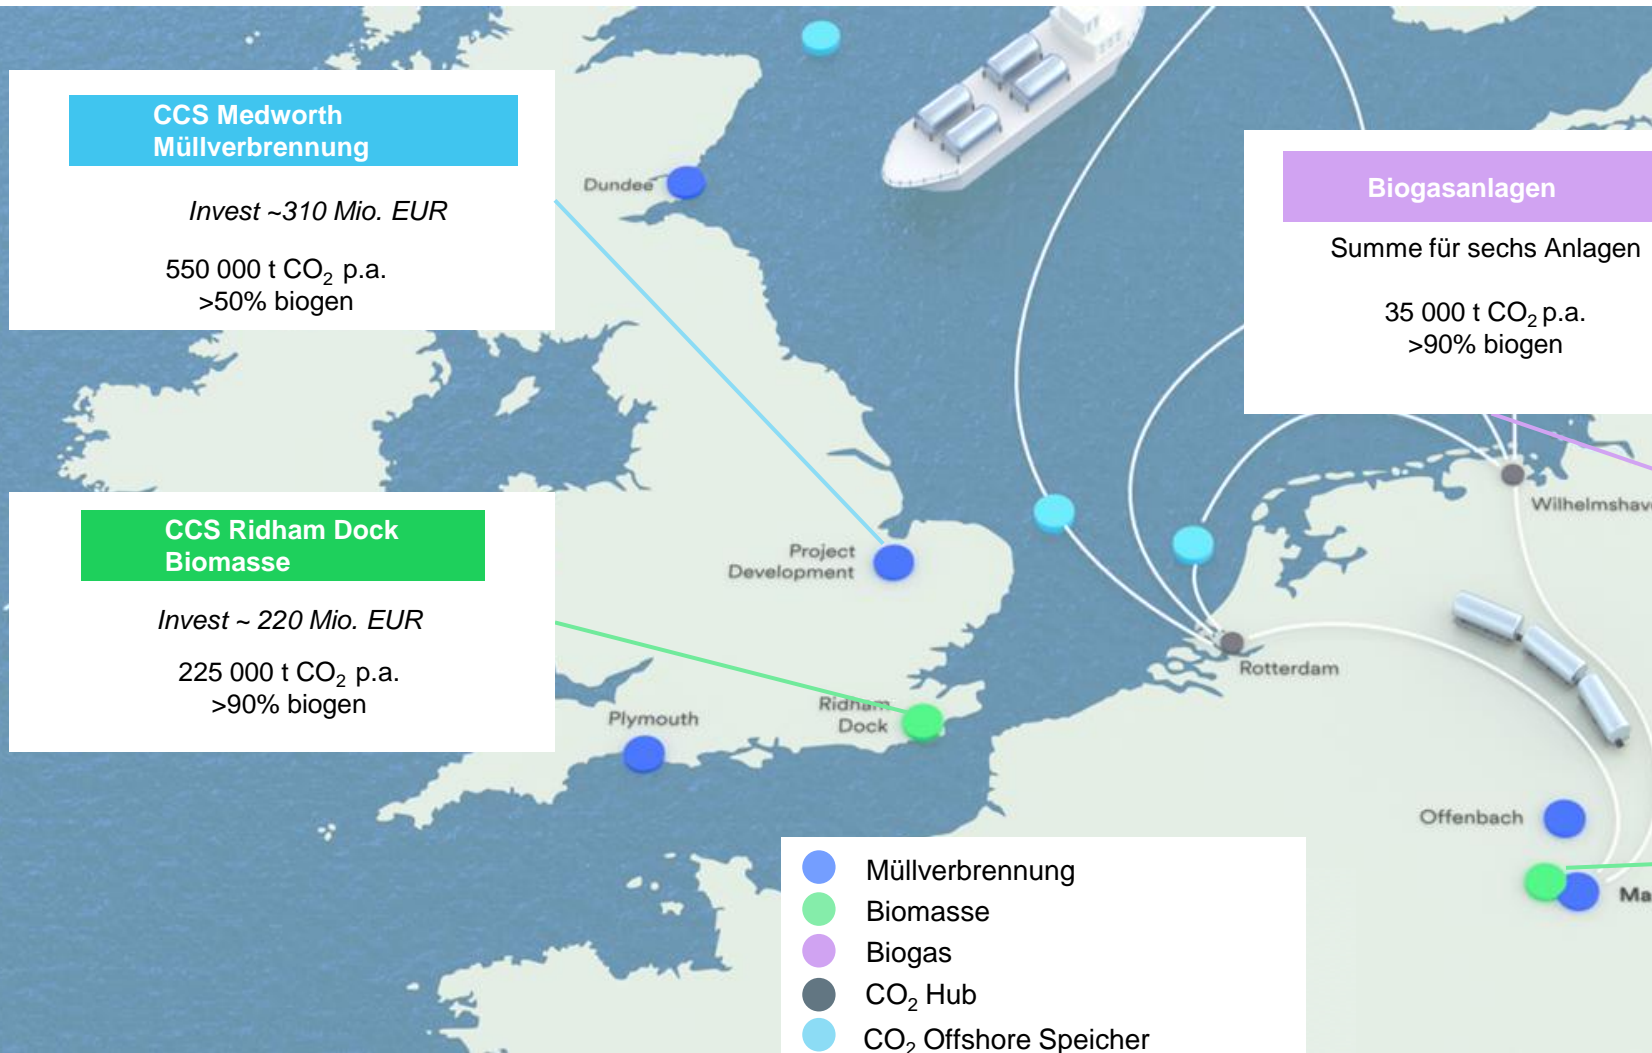 CCS Medworth
Müllverbrennung
Invest ~310 Mio. EUR
550 000 t CO₂ p.a.
>50% biogen
Dundee
Biogasanlagen
Summe für sechs Anlagen
35 000 t CO₂ p.a.
>90% biogen
CCS Ridham Dock
Biomasse
Invest ~ 220 Mio. EUR
225 000 t CO₂ p.a.
>90% biogen
Project
Development
Wilhelmshav
Rotterdam
Plymouth
Ridham
Dock
Offenbach
Ma
Müllverbrennung
Biomasse
Biogas
CO₂ Hub
CO₂ Offshore Speicher